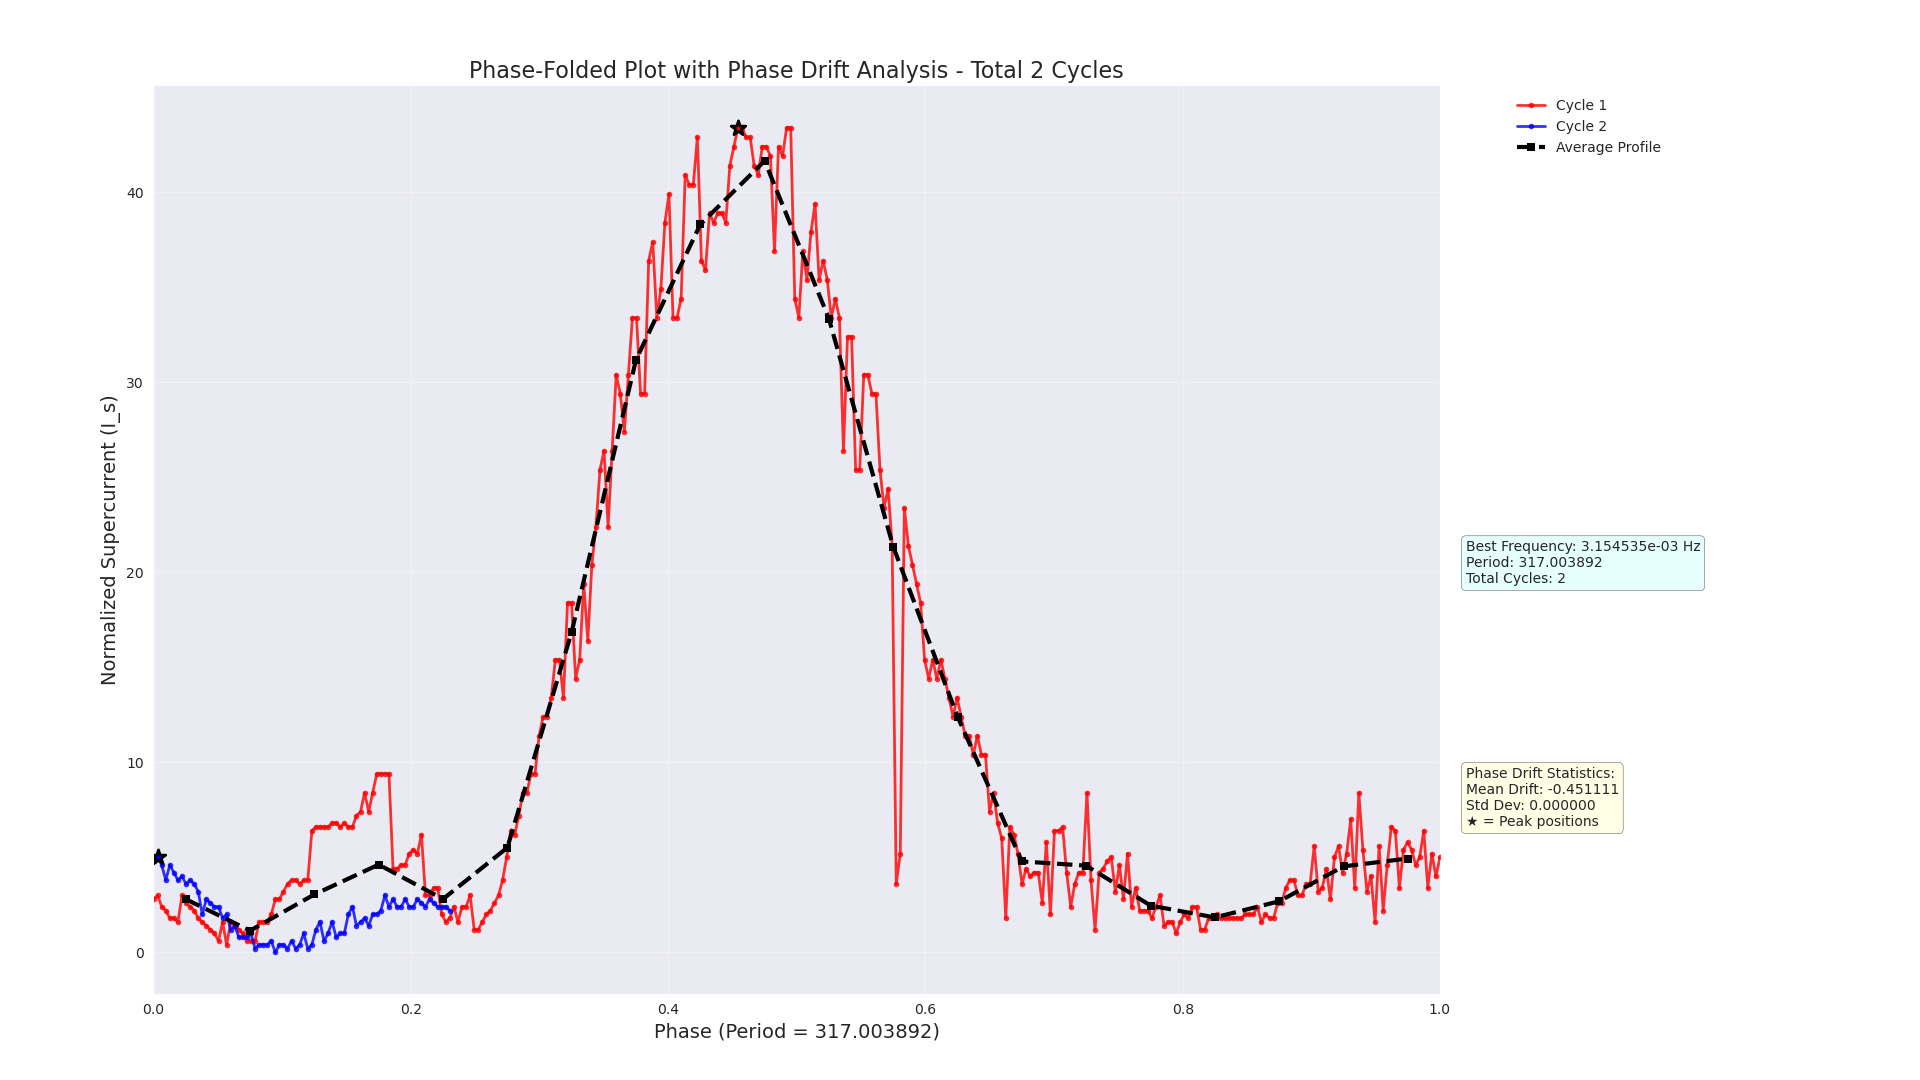 Phase-Folded Plot with Phase Drift Analysis - Total 2 Cycles
Cycle 1
Cycle 2
Average Profile
Normalized Supercurrent (I_s)
40
30
20
10
0
0.0 0.2 0.4 0.6 0.8 1.0
Phase (Period = 317.003892)
Best Frequency: 3.154535e-03 Hz
Period: 317.003892
Total Cycles: 2
Phase Drift Statistics:
Mean Drift: -0.451111
Std Dev: 0.000000
★ = Peak positions